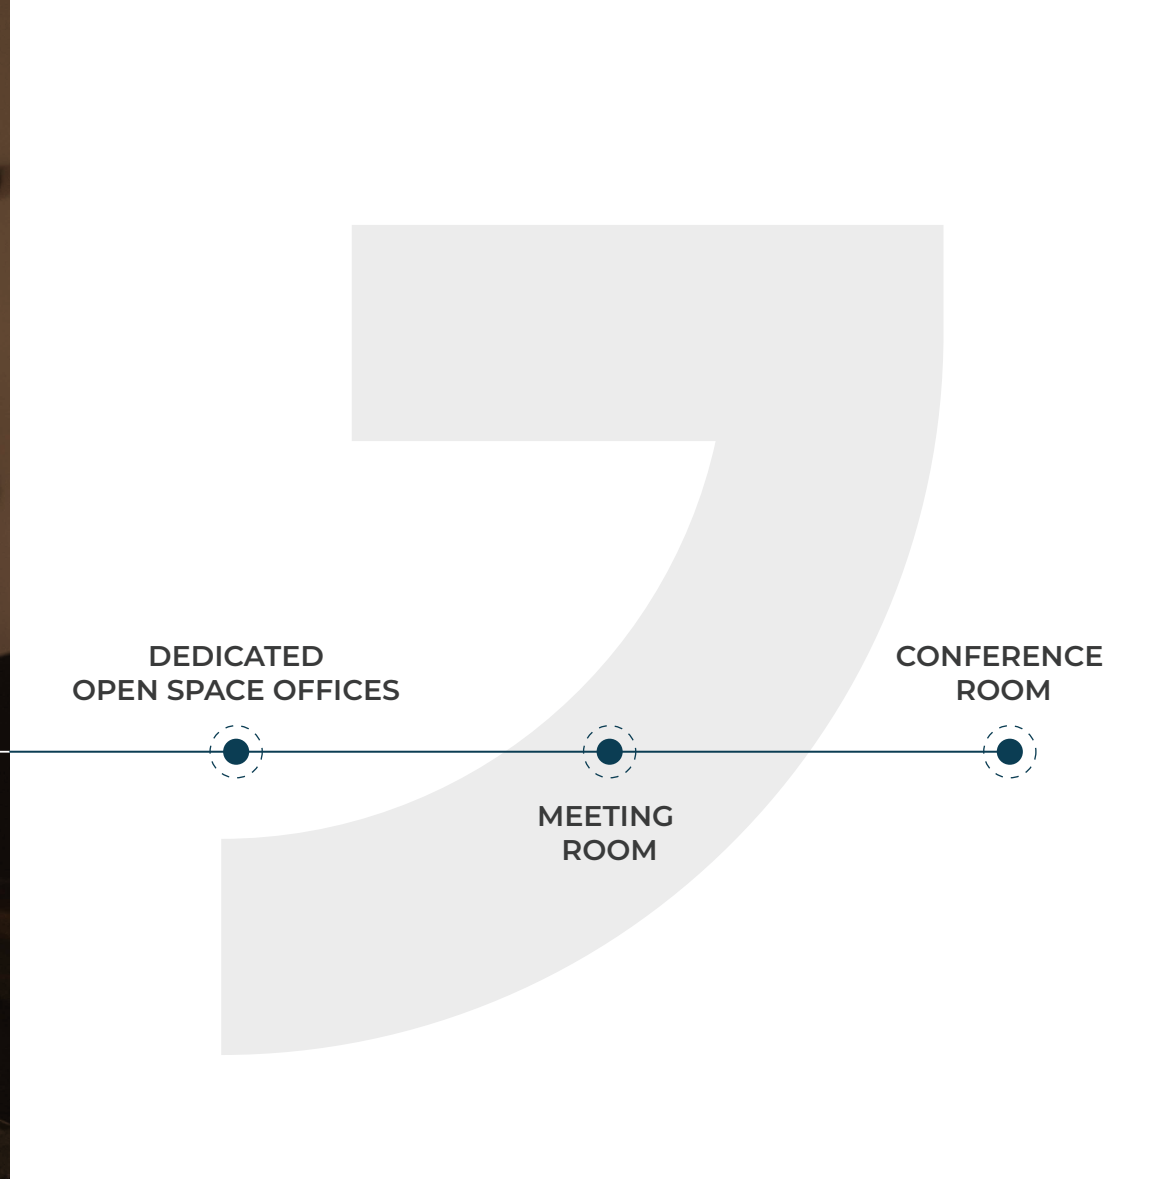 DEDICATED
OPEN SPACE OFFICES
MEETING
ROOM
CONFERENCE
ROOM